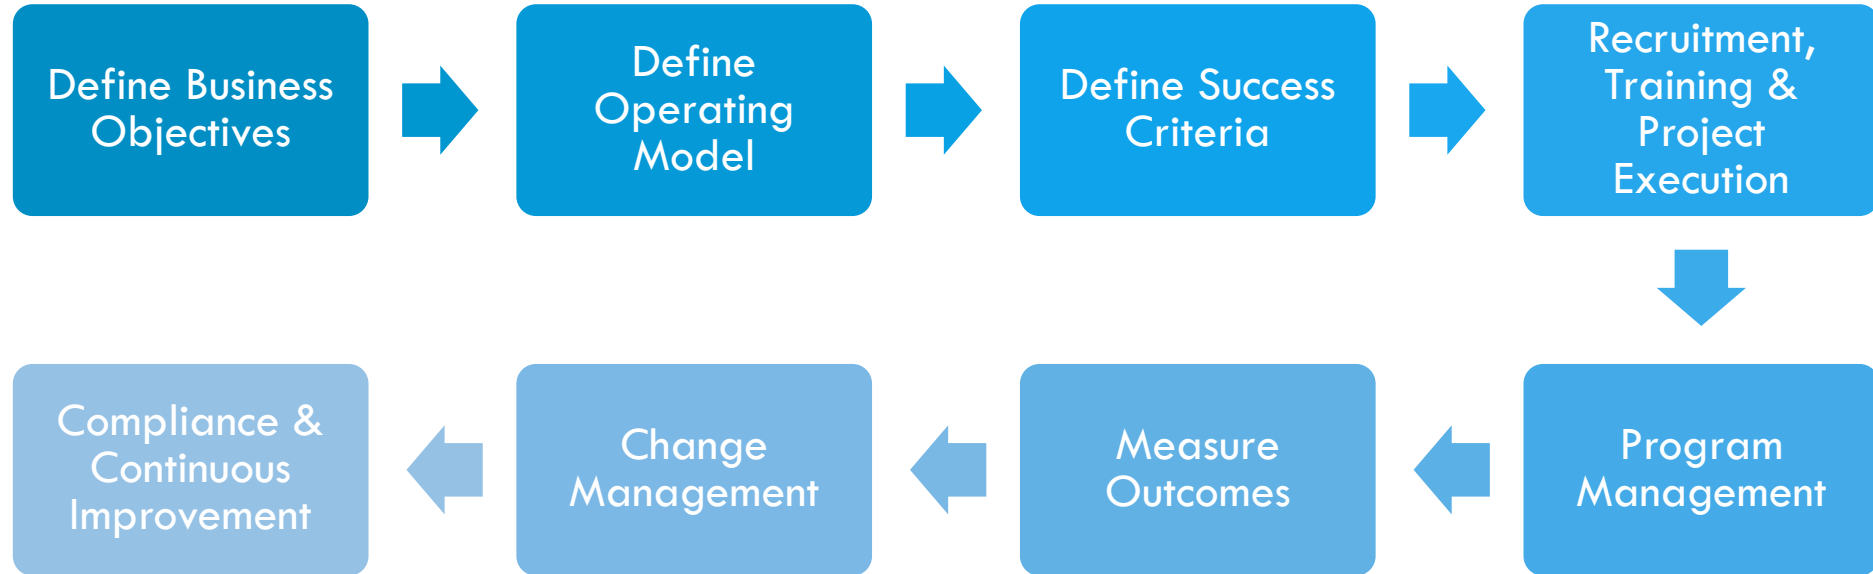 Define Business
Objectives
Define
Operating
Model
Define Success
Criteria
Recruitment,
Training &
Project
Execution
Program
Management
Measure
Outcomes
Change
Management
Compliance &
Continuous
Improvement